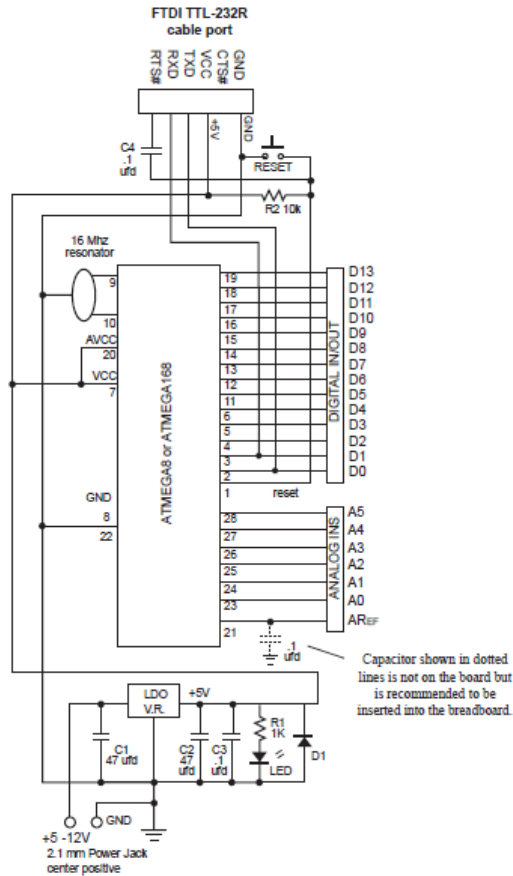 FTDI TTL-232R
cable port
RTS#
RXD
TXD
VCC
CTS#
GND
+5V
GND
C4
.1
ufd
RESET
R2 10k
16 Mhz
resonator
9
10
AVCC
20
VCC
7
GND
8
22
ATMEGA8 or ATMEGA168
19
18
17
16
15
14
13
12
11
6
5
4
3
2
1
reset
DIGITAL IN/OUT
D13
D12
D11
D10
D9
D8
D7
D6
D5
D4
D3
D2
D1
D0
28
27
26
25
24
23
21
ANALOG INS
A5
A4
A3
A2
A1
A0
AREF
.1
ufd
Capacitor shown in dotted
lines is not on the board but
is recommended to be
inserted into the breadboard.
LDO
V.R.
+5V
C1
47 ufd
C2
47
ufd
C3
.1
ufd
R1
1K
LED
D1
GND
+5 -12V
2.1 mm Power Jack
center positive